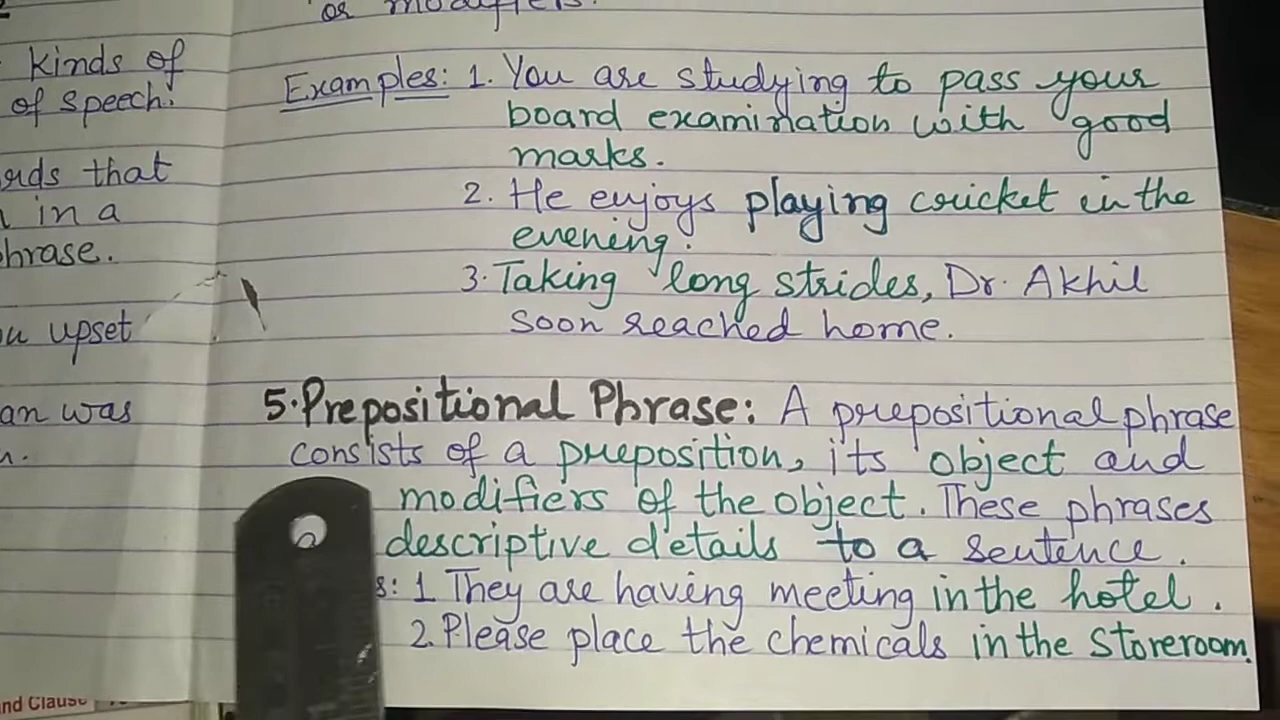 or modifiers.
kinds of
of speech.
that
in a
phrase.
upset
was
Examples: 1. You are studying to pass your
board examination with good
marks.
2. He enjoys playing cricket in the
evening.
3. Taking long strides, Dr. Akhil
soon reached home.
5. Prepositional Phrase: A prepositional phrase
consists of a preposition, its object and
modifiers of the object. These phrases
descriptive details to a sentence.
s: 1 They are having meeting in the hotel.
2. Please place the chemicals in the storeroom.
and Clause